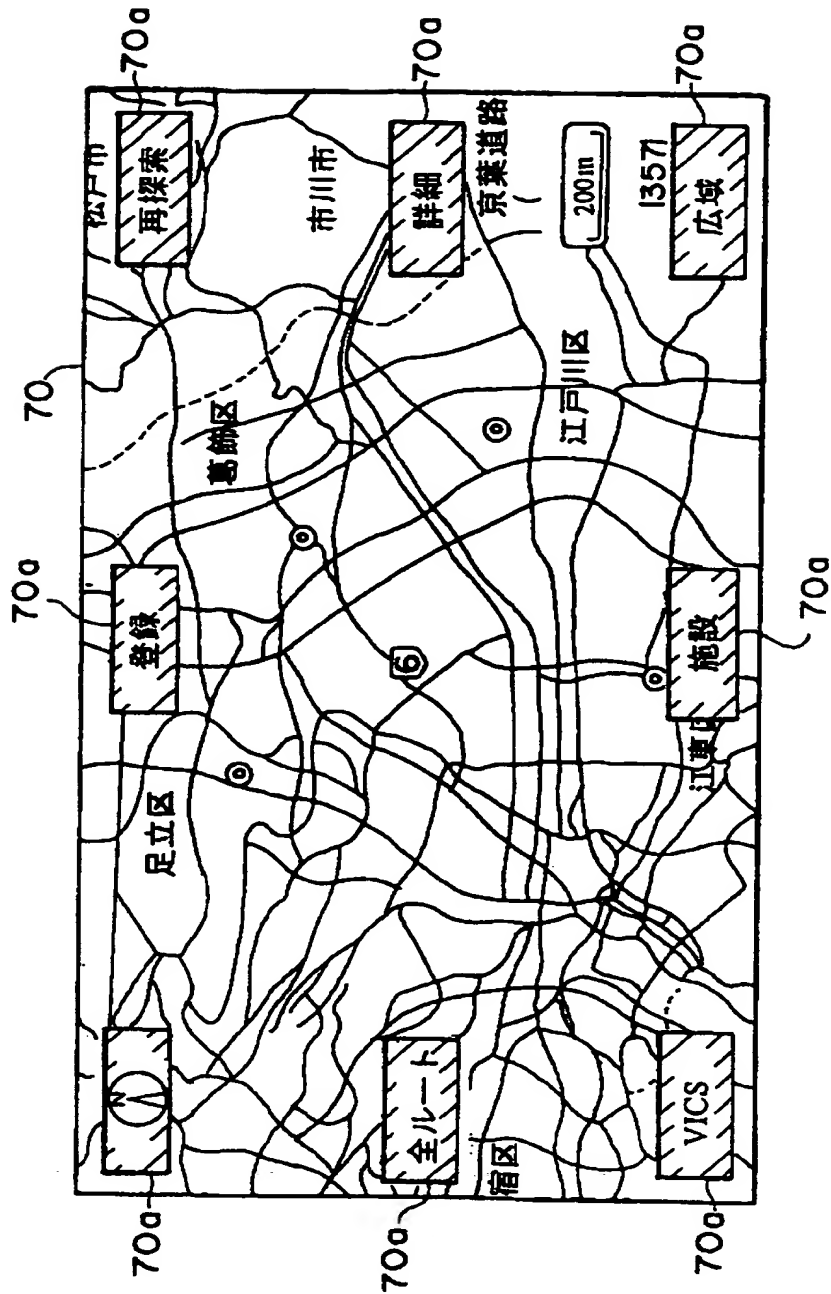 70a
70
松戸市
70a
N
登録
再探索
70a
足立区
葛飾区
市川市
6
70a
全ルート
詳細
70a
京葉道路
宿区
江戸川区
200m
13571
70a
VICS
施設
広域
70a
江東区
70a